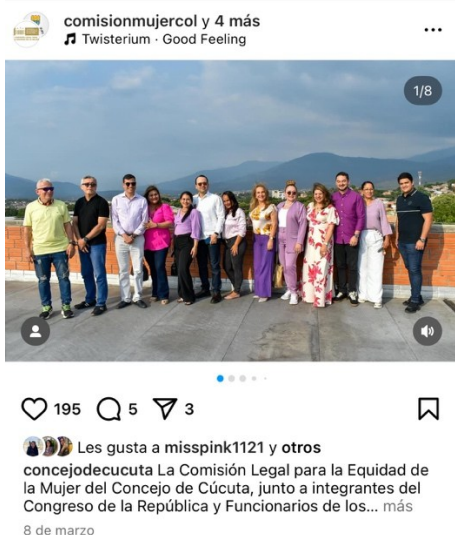 comisionmujercol y 4 más
Twisterium · Good Feeling
1/8
195 5 3
Les gusta a misspink1121 y otros
concejodecucuta La Comisión Legal para la Equidad de
la Mujer del Concejo de Cúcuta, junto a integrantes del
Congreso de la República y Funcionarios de los... más
8 de marzo